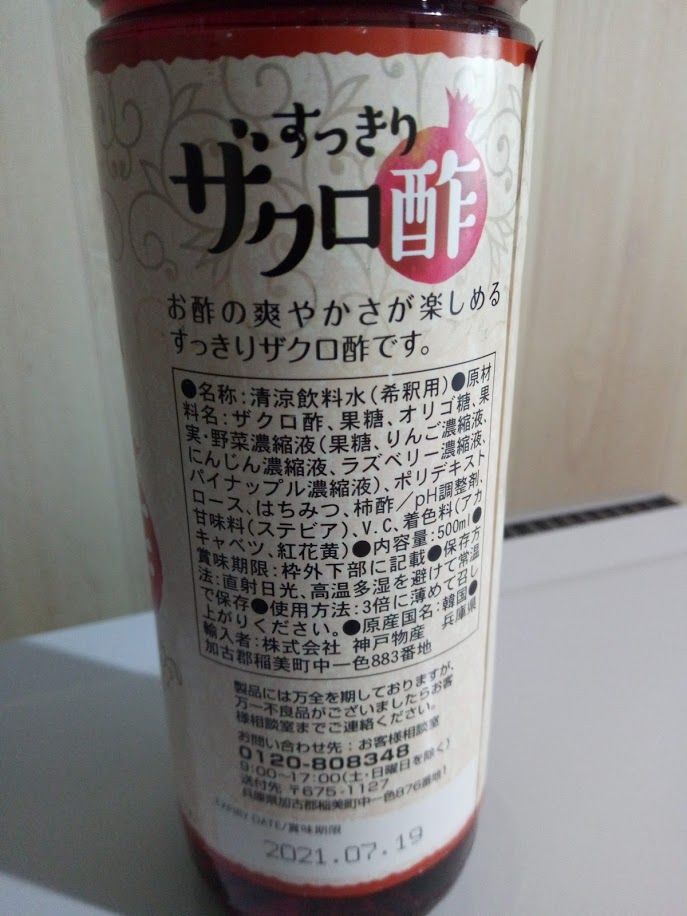 すっきり
ザクロ酢
お酢の爽やかさが楽しめる
すっきりザクロ酢です。
●名称:清涼飲料水(希釈用)●原材
料名:ザクロ酢、果糖、オリゴ糖、果
実・野菜濃縮液(果糖、りんご濃縮液、
にんじん濃縮液、ラズベリー濃縮液、
パイナップル濃縮液)、ポリデキスト
ロース、はちみつ、柿酢/pH調整剤、
甘味料(ステビア)、V.C、着色料(アカ
キャベツ、紅花黄)●内容量:500ml●
賞味期限:枠外下部に記載●保存方
法:直射日光、高温多湿を避けて常温
で保存●使用方法:3倍に薄めて召し
上がりください。●原産国名:韓国●
輸入者:株式会社 神戸物産 兵庫県
加古郡稲美町中一色883番地
製品には万全を期しておりますが、
万一不良品がございましたらお客
様相談室までご連絡ください。
お問い合わせ先:お客様相談室
0120-808348
9:00~17:00(土・日曜日を除く)
送付先 〒675-1127
兵庫県加古郡稲美町中一色876番地1
EXPIRY DATE/賞味期限
2021.07.19